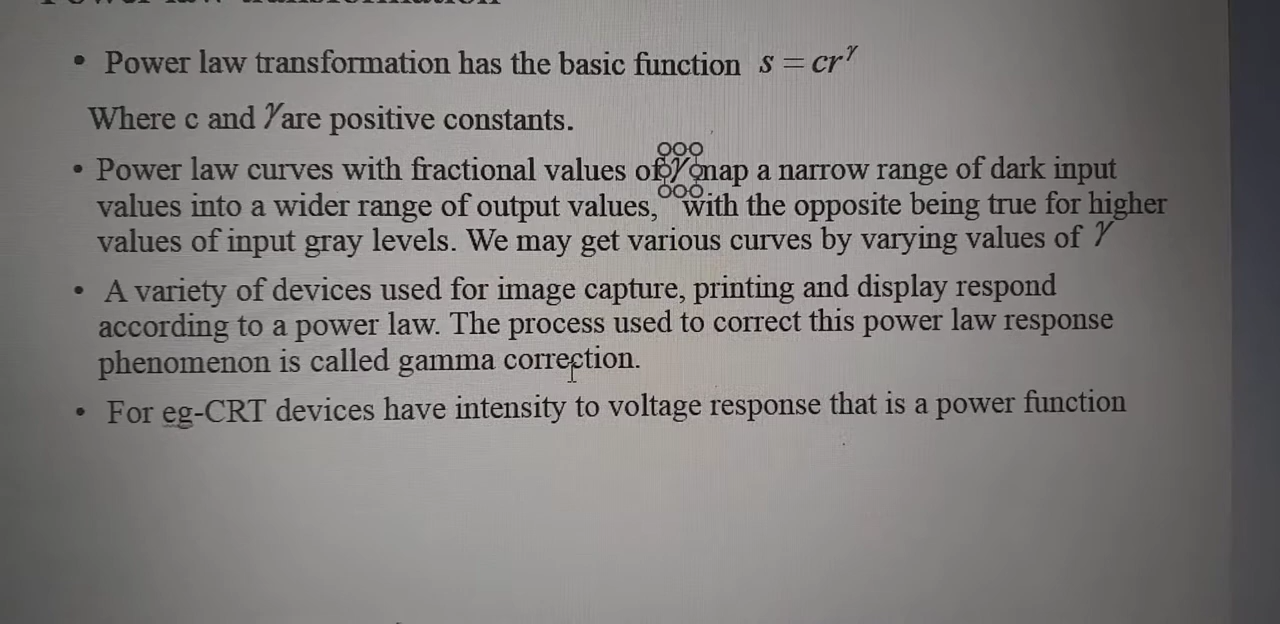 • Power law transformation has the basic function s = cr^γ
Where c and γ are positive constants.
• Power law curves with fractional values of γ map a narrow range of dark input
values into a wider range of output values, with the opposite being true for higher
values of input gray levels. We may get various curves by varying values of γ
• A variety of devices used for image capture, printing and display respond
according to a power law. The process used to correct this power law response
phenomenon is called gamma correction.
• For eg-CRT devices have intensity to voltage response that is a power function